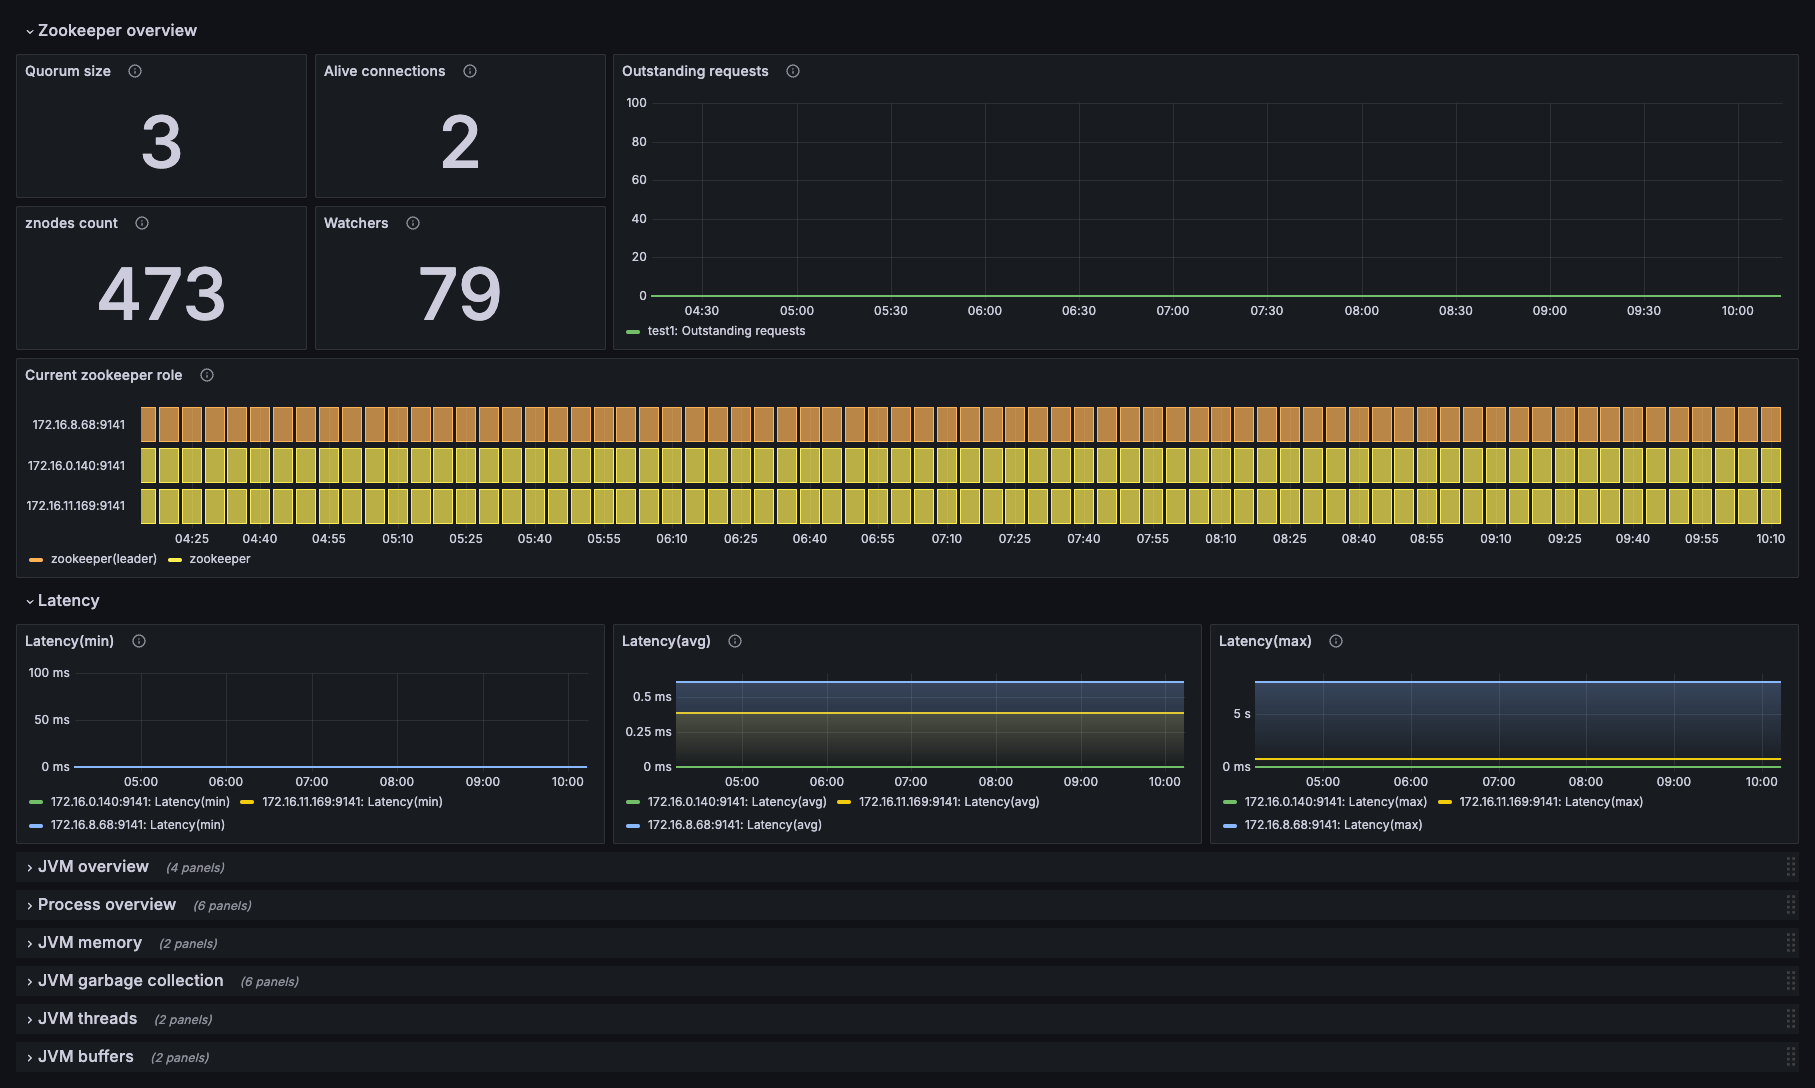 Zookeeper overview
Quorum size
3
Alive connections
2
Outstanding requests
100
80
60
40
20
0
04:30 05:00 05:30 06:00 06:30 07:00 07:30 08:00 08:30 09:00 09:30 10:00
test1: Outstanding requests
znodes count
473
Watchers
79
Current zookeeper role
172.16.8.68:9141
172.16.0.140:9141
172.16.11.169:9141
04:25 04:40 04:55 05:10 05:25 05:40 05:55 06:10 06:25 06:40 06:55 07:10 07:25 07:40 07:55 08:10 08:25 08:40 08:55 09:10 09:25 09:40 09:55 10:10
zookeeper(leader) zookeeper
Latency
Latency(min)
100 ms
50 ms
0 ms
05:00 06:00 07:00 08:00 09:00 10:00
172.16.0.140:9141: Latency(min) 172.16.11.169:9141: Latency(min)
172.16.8.68:9141: Latency(min)
Latency(avg)
0.5 ms
0.25 ms
0 ms
05:00 06:00 07:00 08:00 09:00 10:00
172.16.0.140:9141: Latency(avg) 172.16.11.169:9141: Latency(avg)
172.16.8.68:9141: Latency(avg)
Latency(max)
5 s
0 ms
05:00 06:00 07:00 08:00 09:00 10:00
172.16.0.140:9141: Latency(max) 172.16.11.169:9141: Latency(max)
172.16.8.68:9141: Latency(max)
JVM overview (4 panels)
Process overview (6 panels)
JVM memory (2 panels)
JVM garbage collection (6 panels)
JVM threads (2 panels)
JVM buffers (2 panels)